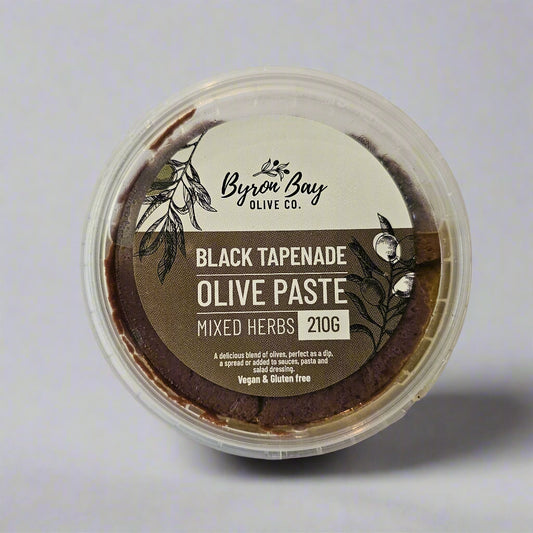 Byron Bay
OLIVE CO.
BLACK TAPENADE
OLIVE PASTE
MIXED HERBS 210G
A delicious blend of olives, perfect as a dip,
a spread or added to sauces, pasta and
salad dressing.
Vegan & Gluten free